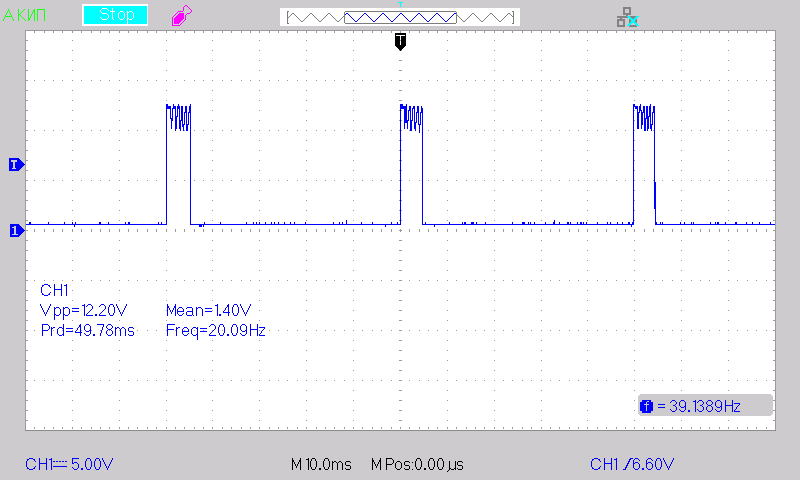 АКИП Stop
T
T
1
CH1
Vpp=12.20V Mean=1.40V
Prd=49.78ms Freq=20.09Hz
f = 39.1389Hz
CH1 5.00V M 10.0ms M Pos:0.00μs CH1 /6.60V